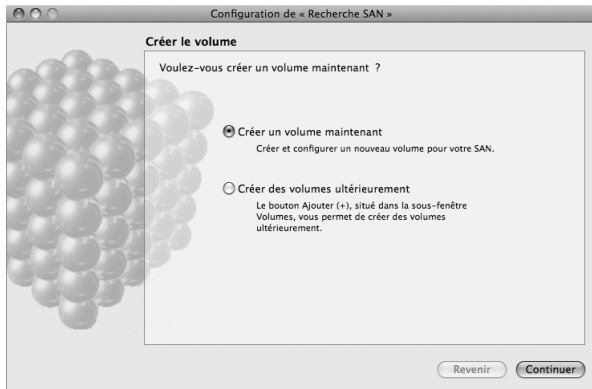 Configuration de « Recherche SAN »
Créer le volume
Voulez-vous créer un volume maintenant ?
Créer un volume maintenant
Créer et configurer un nouveau volume pour votre SAN.
Créer des volumes ultérieurement
Le bouton Ajouter (+), situé dans la sous-fenêtre
Volumes, vous permet de créer des volumes
ultérieurement.
Revenir
Continuer